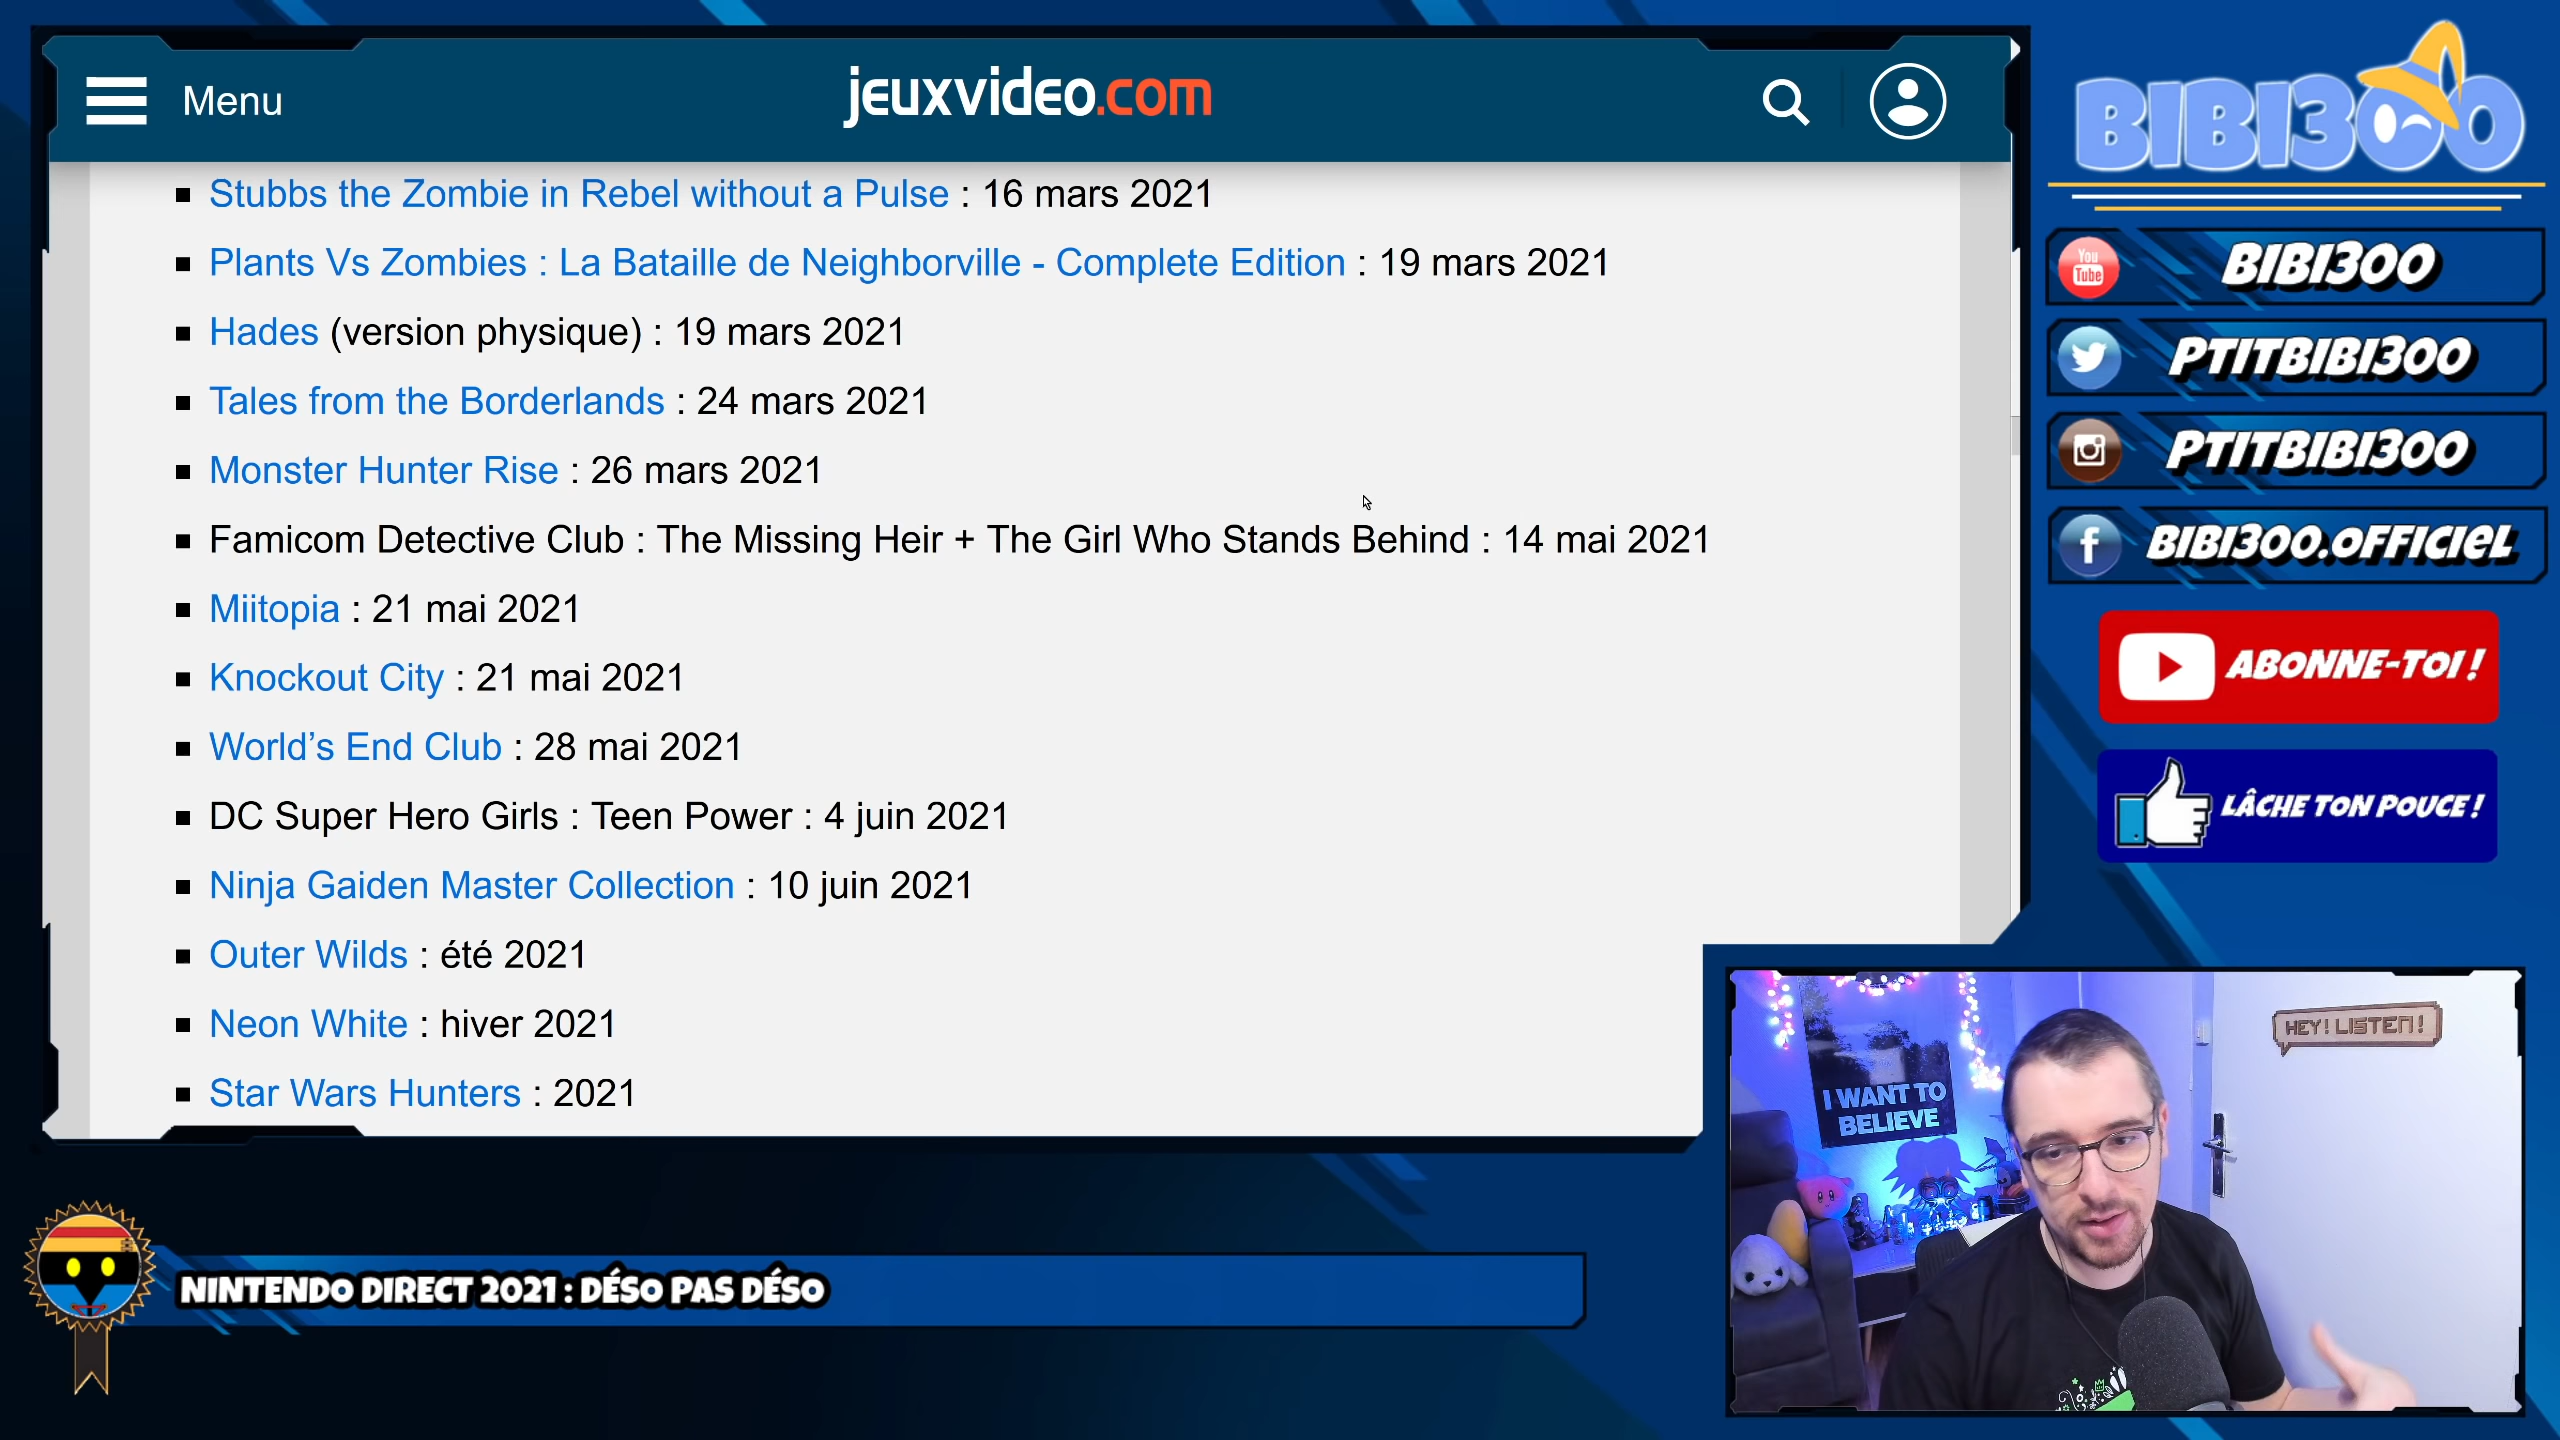 Menu
jeuxvideo.com
Stubbs the Zombie in Rebel without a Pulse : 16 mars 2021
Plants Vs Zombies : La Bataille de Neighborville - Complete Edition : 19 mars 2021
Hades (version physique) : 19 mars 2021
Tales from the Borderlands : 24 mars 2021
Monster Hunter Rise : 26 mars 2021
Famicom Detective Club : The Missing Heir + The Girl Who Stands Behind : 14 mai 2021
Miitopia : 21 mai 2021
Knockout City : 21 mai 2021
World’s End Club : 28 mai 2021
DC Super Hero Girls : Teen Power : 4 juin 2021
Ninja Gaiden Master Collection : 10 juin 2021
Outer Wilds : été 2021
Neon White : hiver 2021
Star Wars Hunters : 2021
BIBI300
You Tube
BIBI300
PTITBIBI300
PTITBIBI300
f
BIBI300.OFFICIEL
ABONNE-TOI !
LÂCHE TON POUCE !
HEY! LISTEN!
I WANT TO
BELIEVE
NINTENDO DIRECT 2021 : DÉSO PAS DÉSO